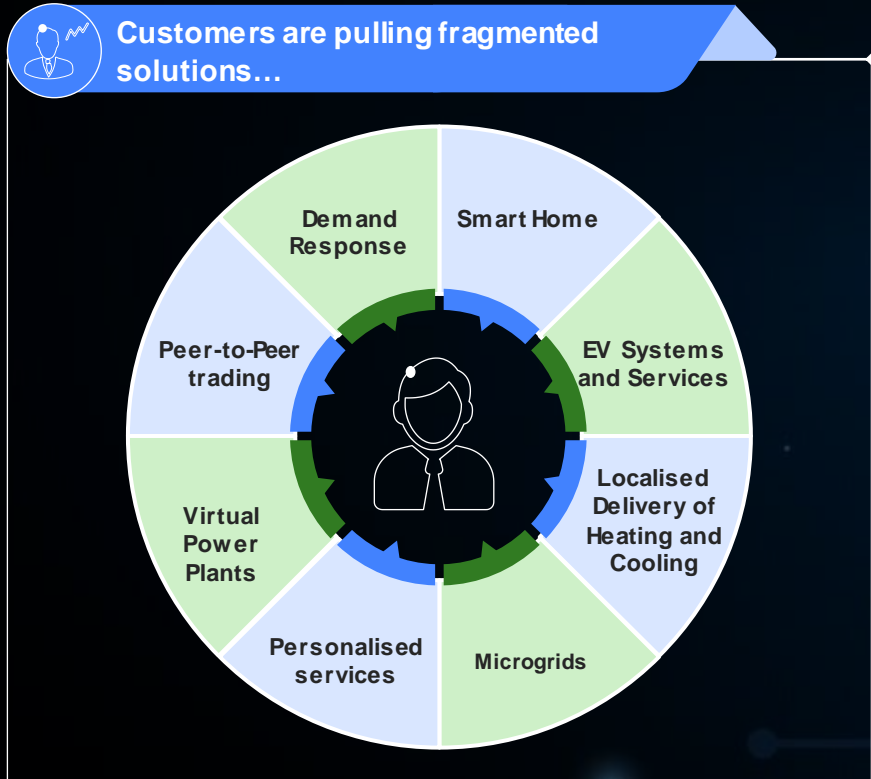 Customers are pulling fragmented
solutions…
Demand
Response
Smart Home
Peer-to-Peer
trading
EV Systems
and Services
Virtual
Power
Plants
Localised
Delivery of
Heating and
Cooling
Personalised
services
Microgrids